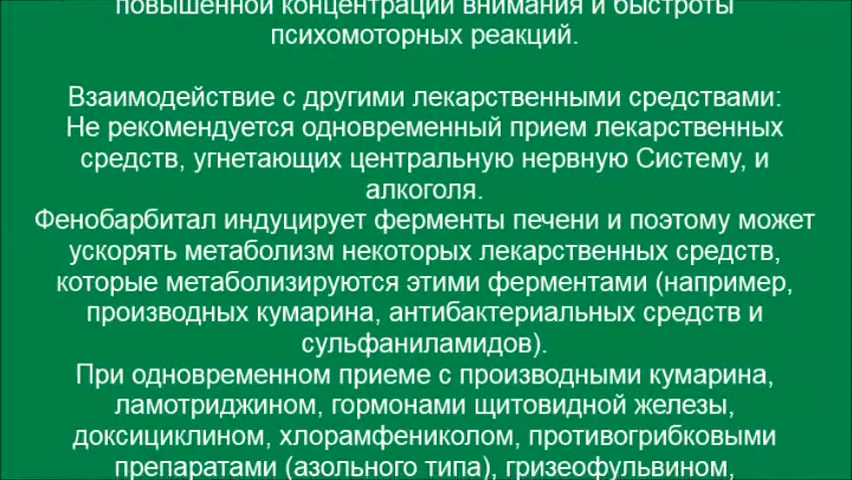 повышенной концентрации внимания и быстроты
психомоторных реакций.
Взаимодействие с другими лекарственными средствами:
Не рекомендуется одновременный прием лекарственных
средств, угнетающих центральную нервную Систему, и
алкоголя.
Фенобарбитал индуцирует ферменты печени и поэтому может
ускорять метаболизм некоторых лекарственных средств,
которые метаболизируются этими ферментами (например,
производных кумарина, антибактериальных средств и
сульфаниламидов).
При одновременном приеме с производными кумарина,
ламотриджином, гормонами щитовидной железы,
доксициклином, хлорамфениколом, противогрибковыми
препаратами (азольного типа), гризеофульвином,